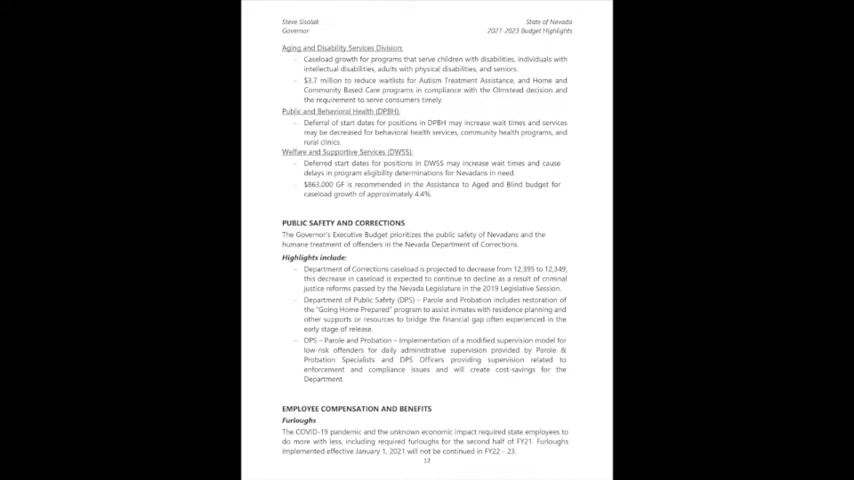 Steve Sisolak
Governor
State of Nevada
2021-2023 Budget Highlights
Aging and Disability Services Division:
– Caseload growth for programs that serve children with disabilities, individuals with
intellectual disabilities, adults with physical disabilities, and seniors.
– $3.7 million to reduce waitlists for Autism Treatment Assistance, and Home and
Community Based Care programs in compliance with the Olmstead decision and
the requirement to serve consumers timely.
Public and Behavioral Health (DPBH):
– Deferral of start dates for positions in DPBH may increase wait times and services
may be decreased for behavioral health services, community health programs, and
rural clinics.
Welfare and Supportive Services (DWSS):
– Deferred start dates for positions in DWSS may increase wait times and cause
delays in program eligibility determinations for Nevadans in need.
– $863,000 GF is recommended in the Assistance to Aged and Blind budget for
caseload growth of approximately 4.4%.
PUBLIC SAFETY AND CORRECTIONS
The Governor's Executive Budget prioritizes the public safety of Nevadans and the
humane treatment of offenders in the Nevada Department of Corrections.
Highlights include:
– Department of Corrections caseload is projected to decrease from 12,395 to 12,349,
this decrease in caseload is expected to continue to decline as a result of criminal
justice reforms passed by the Nevada Legislature in the 2019 Legislative Session.
– Department of Public Safety (DPS) – Parole and Probation includes restoration of
the "Going Home Prepared" program to assist inmates with residence planning and
other supports or resources to bridge the financial gap often experienced in the
early stage of release.
– DPS – Parole and Probation – Implementation of a modified supervision model for
low-risk offenders for daily administrative supervision provided by Parole &
Probation Specialists and DPS Officers providing supervision related to
enforcement and compliance issues and will create cost-savings for the
Department.
EMPLOYEE COMPENSATION AND BENEFITS
Furloughs
The COVID-19 pandemic and the unknown economic impact required state employees to
do more with less, including required furloughs for the second half of FY21. Furloughs
implemented effective January 1, 2021 will not be continued in FY22 - 23.
12